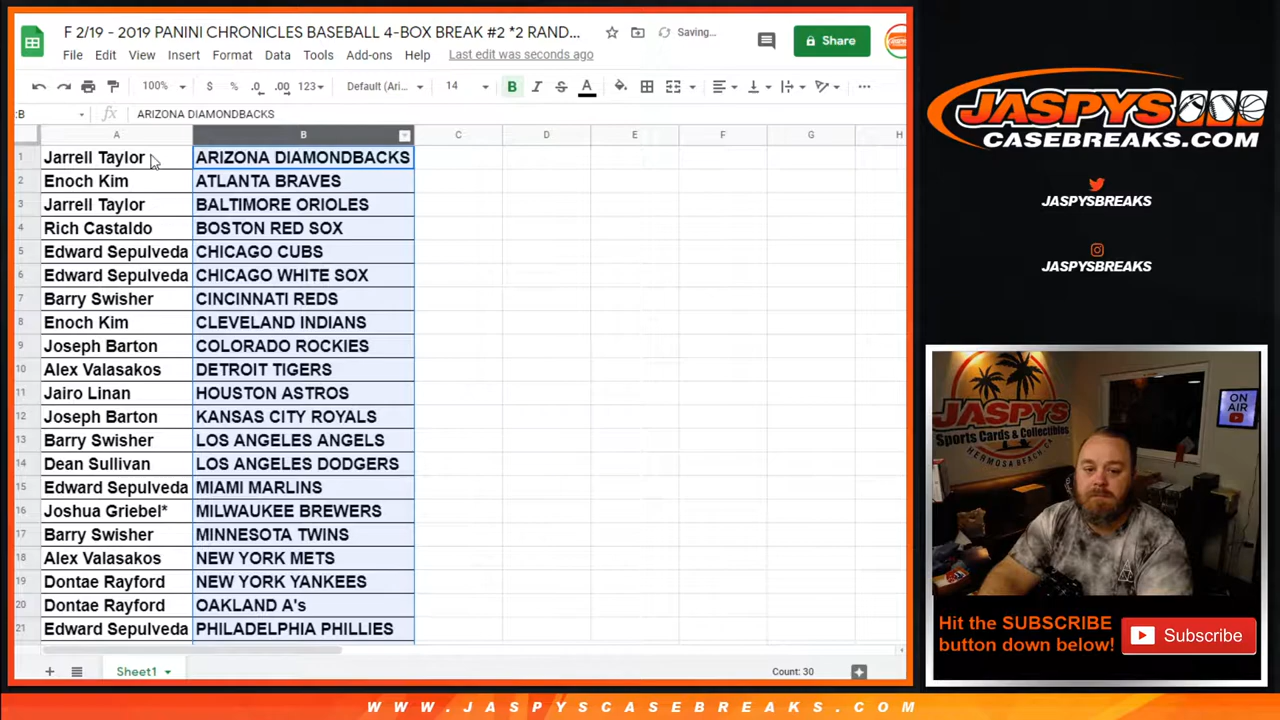 F 2/19 - 2019 PANINI CHRONICLES BASEBALL 4-BOX BREAK #2 *2 RAND...
Saving...
Share
File Edit View Insert Format Data Tools Add-ons Help Last edit was seconds ago
100% $ % .0 .00 123 Default (Ari... 14 B I S A
:B fx ARIZONA DIAMONDBACKS
A B C D E F G H
1 Jarrell Taylor ARIZONA DIAMONDBACKS
2 Enoch Kim ATLANTA BRAVES
3 Jarrell Taylor BALTIMORE ORIOLES
4 Rich Castaldo BOSTON RED SOX
5 Edward Sepulveda CHICAGO CUBS
6 Edward Sepulveda CHICAGO WHITE SOX
7 Barry Swisher CINCINNATI REDS
8 Enoch Kim CLEVELAND INDIANS
9 Joseph Barton COLORADO ROCKIES
10 Alex Valasakos DETROIT TIGERS
11 Jairo Linan HOUSTON ASTROS
12 Joseph Barton KANSAS CITY ROYALS
13 Barry Swisher LOS ANGELES ANGELS
14 Dean Sullivan LOS ANGELES DODGERS
15 Edward Sepulveda MIAMI MARLINS
16 Joshua Griebel* MILWAUKEE BREWERS
17 Barry Swisher MINNESOTA TWINS
18 Alex Valasakos NEW YORK METS
19 Dontae Rayford NEW YORK YANKEES
20 Dontae Rayford OAKLAND A's
21 Edward Sepulveda PHILADELPHIA PHILLIES
Sheet1
Count: 30
JASPYS
CASEBREAKS.COM
JASPYSBREAKS
JASPYSBREAKS
JASPYS
Sports Cards & Collectibles
HERMOSA BEACH, CA
ON AIR
Hit the SUBSCRIBE
button down below!
Subscribe
WWW.JASPYSCASEBREAKS.COM